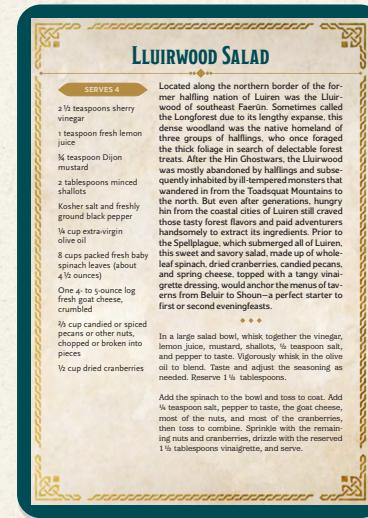 LLUIRWOOD SALAD
SERVES 4
2 ½ teaspoons sherry
vinegar
1 teaspoon fresh lemon
juice
¾ teaspoon Dijon
mustard
2 tablespoons minced
shallots
Kosher salt and freshly
ground black pepper
¼ cup extra-virgin
olive oil
8 cups packed fresh baby
spinach leaves (about
4 ½ ounces)
One 4- to 5-ounce log
fresh goat cheese,
crumbled
⅔ cup candied or spiced
pecans or other nuts,
chopped or broken into
pieces
½ cup dried cranberries
Located along the northern border of the for-
mer halfling nation of Luiren was the Lluir-
wood of southeast Faerûn. Sometimes called
the Longforest due to its lengthy expanse, this
dense woodland was the native homeland of
three groups of halflings, who once foraged
the thick foliage in search of delectable forest
treats. After the Hin Ghostwars, the Lluirwood
was mostly abandoned by halflings and subse-
quently inhabited by ill-tempered monsters that
wandered in from the Toadsquat Mountains to
the north. But even after generations, hungry
hin from the coastal cities of Luiren still craved
those tasty forest flavors and paid adventurers
handsomely to extract its ingredients. Prior to
the Spellplague, which submerged all of Luiren,
this sweet and savory salad, made up of whole-
leaf spinach, dried cranberries, candied pecans,
and spring cheese, topped with a tangy vinai-
grette dressing, would anchor the menus of tav-
erns from Beluir to Shoun—a perfect starter to
first or second eveningfeasts.
In a large salad bowl, whisk together the vinegar,
lemon juice, mustard, shallots, ½ teaspoon salt,
and pepper to taste. Vigorously whisk in the olive
oil to blend. Taste and adjust the seasoning as
needed. Reserve 1 ½ tablespoons.
Add the spinach to the bowl and toss to coat. Add
¼ teaspoon salt, pepper to taste, the goat cheese,
most of the nuts, and most of the cranberries,
then toss to combine. Sprinkle with the remain-
ing nuts and cranberries, drizzle with the reserved
1 ½ tablespoons vinaigrette, and serve.